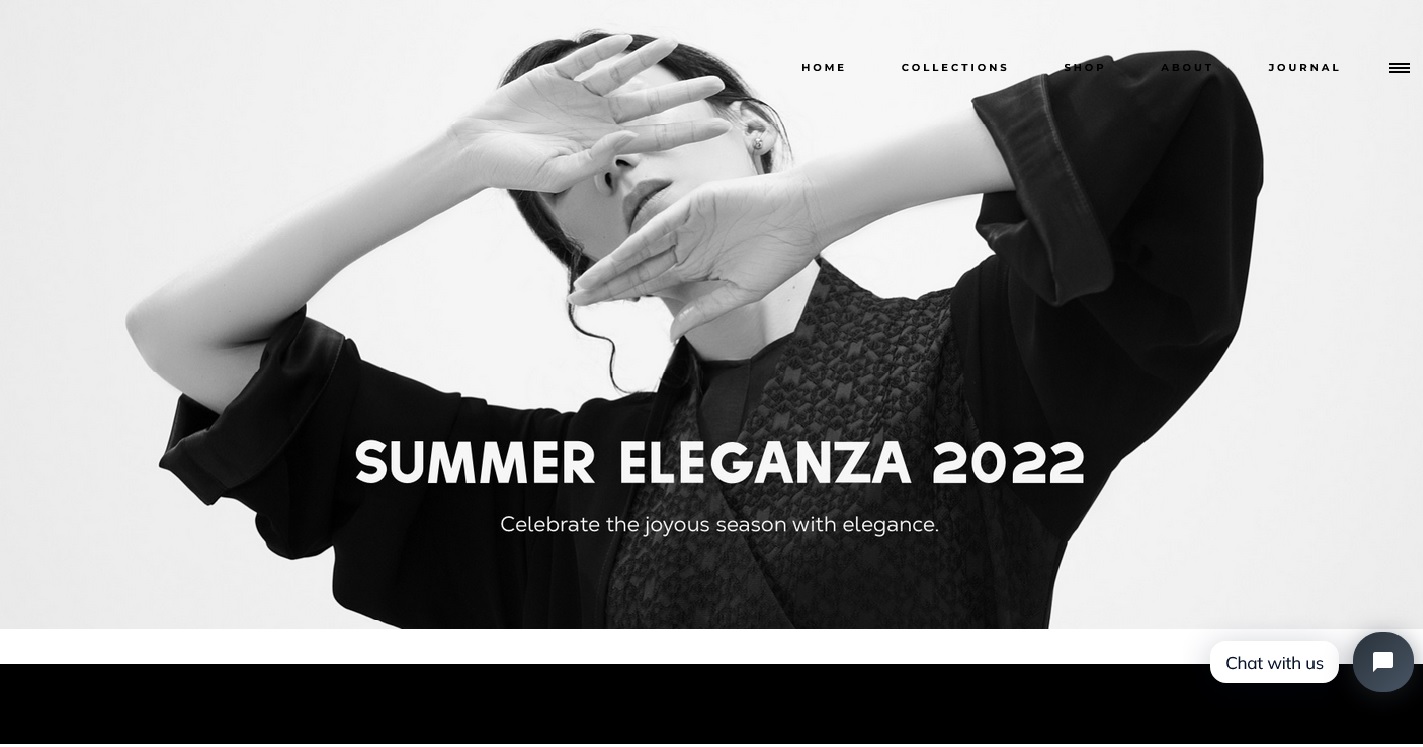 HOME COLLECTIONS SHOP ABOUT JOURNAL
SUMMER ELEGANZA 2022
Celebrate the joyous season with elegance.
Chat with us